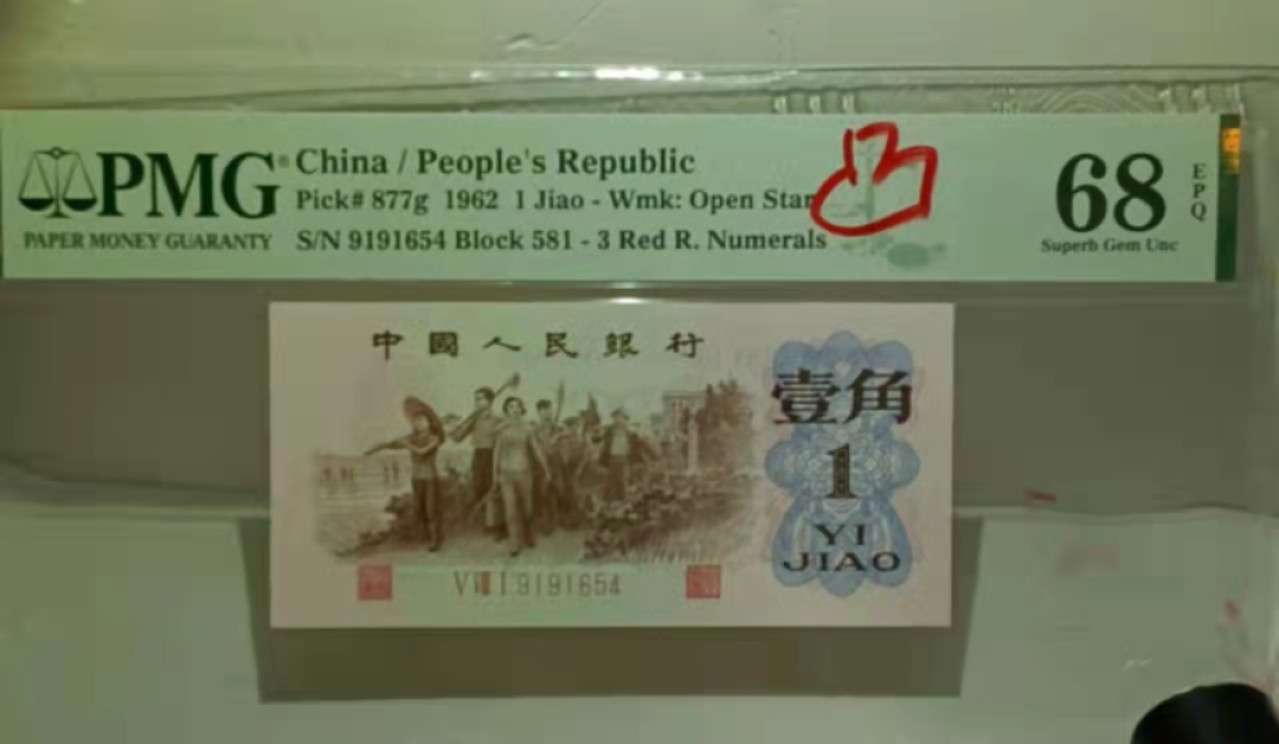 PMG
PAPER MONEY GUARANTY
China / People's Republic
Pick# 877g 1962 1 Jiao - Wmk: Open Star
S/N 9191654 Block 581 - 3 Red R. Numerals
68
EPQ
Superb Gem Unc
中國人民銀行
壹角
1
YI
JIAO
9191654